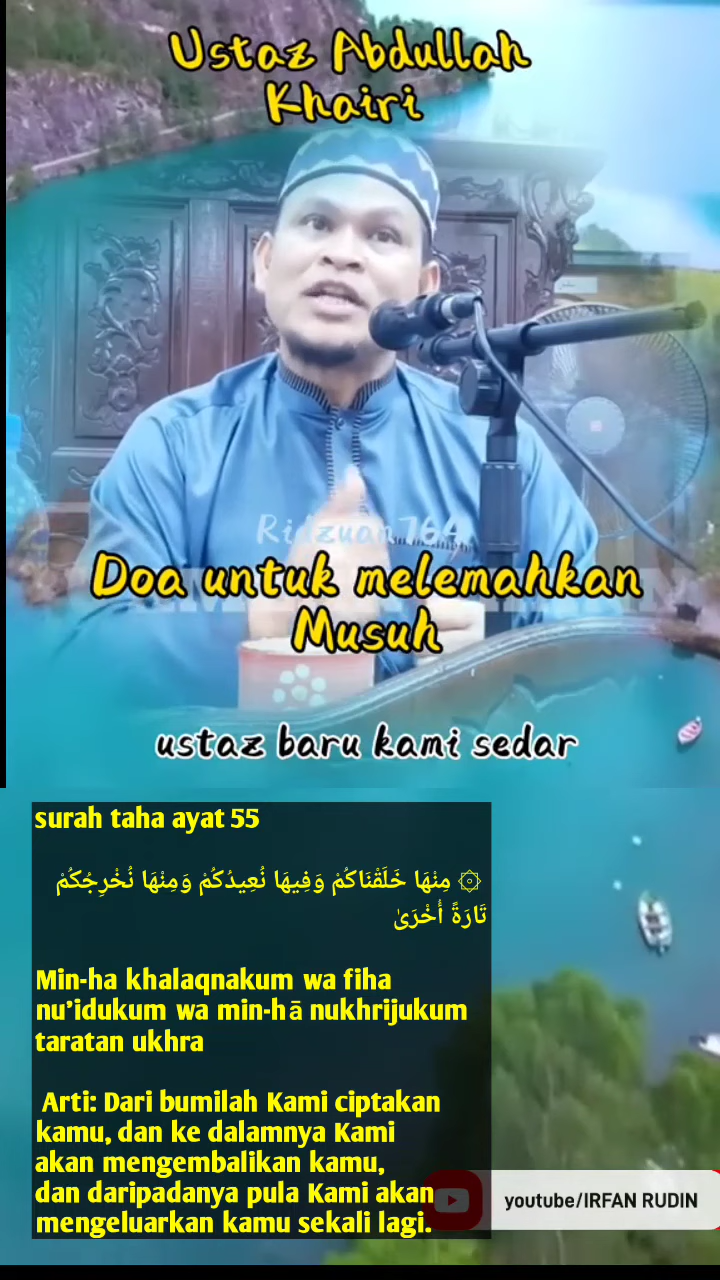 Ustaz Abdullah
Khairi
Ridzuan764
Doa untuk melemahkan
Musuh
ustaz baru kami sedar
surah taha ayat 55
۞ مِنْهَا خَلَقْنَاكُمْ وَفِيهَا نُعِيدُكُمْ وَمِنْهَا نُخْرِجُكُمْ
تَارَةً أُخْرَىٰ
Min-ha khalaqnakum wa fiha
nu’idukum wa min-hā nukhrijukum
taratan ukhra
Arti: Dari bumilah Kami ciptakan
kamu, dan ke dalamnya Kami
akan mengembalikan kamu,
dan daripadanya pula Kami akan
mengeluarkan kamu sekali lagi.
youtube/IRFAN RUDIN